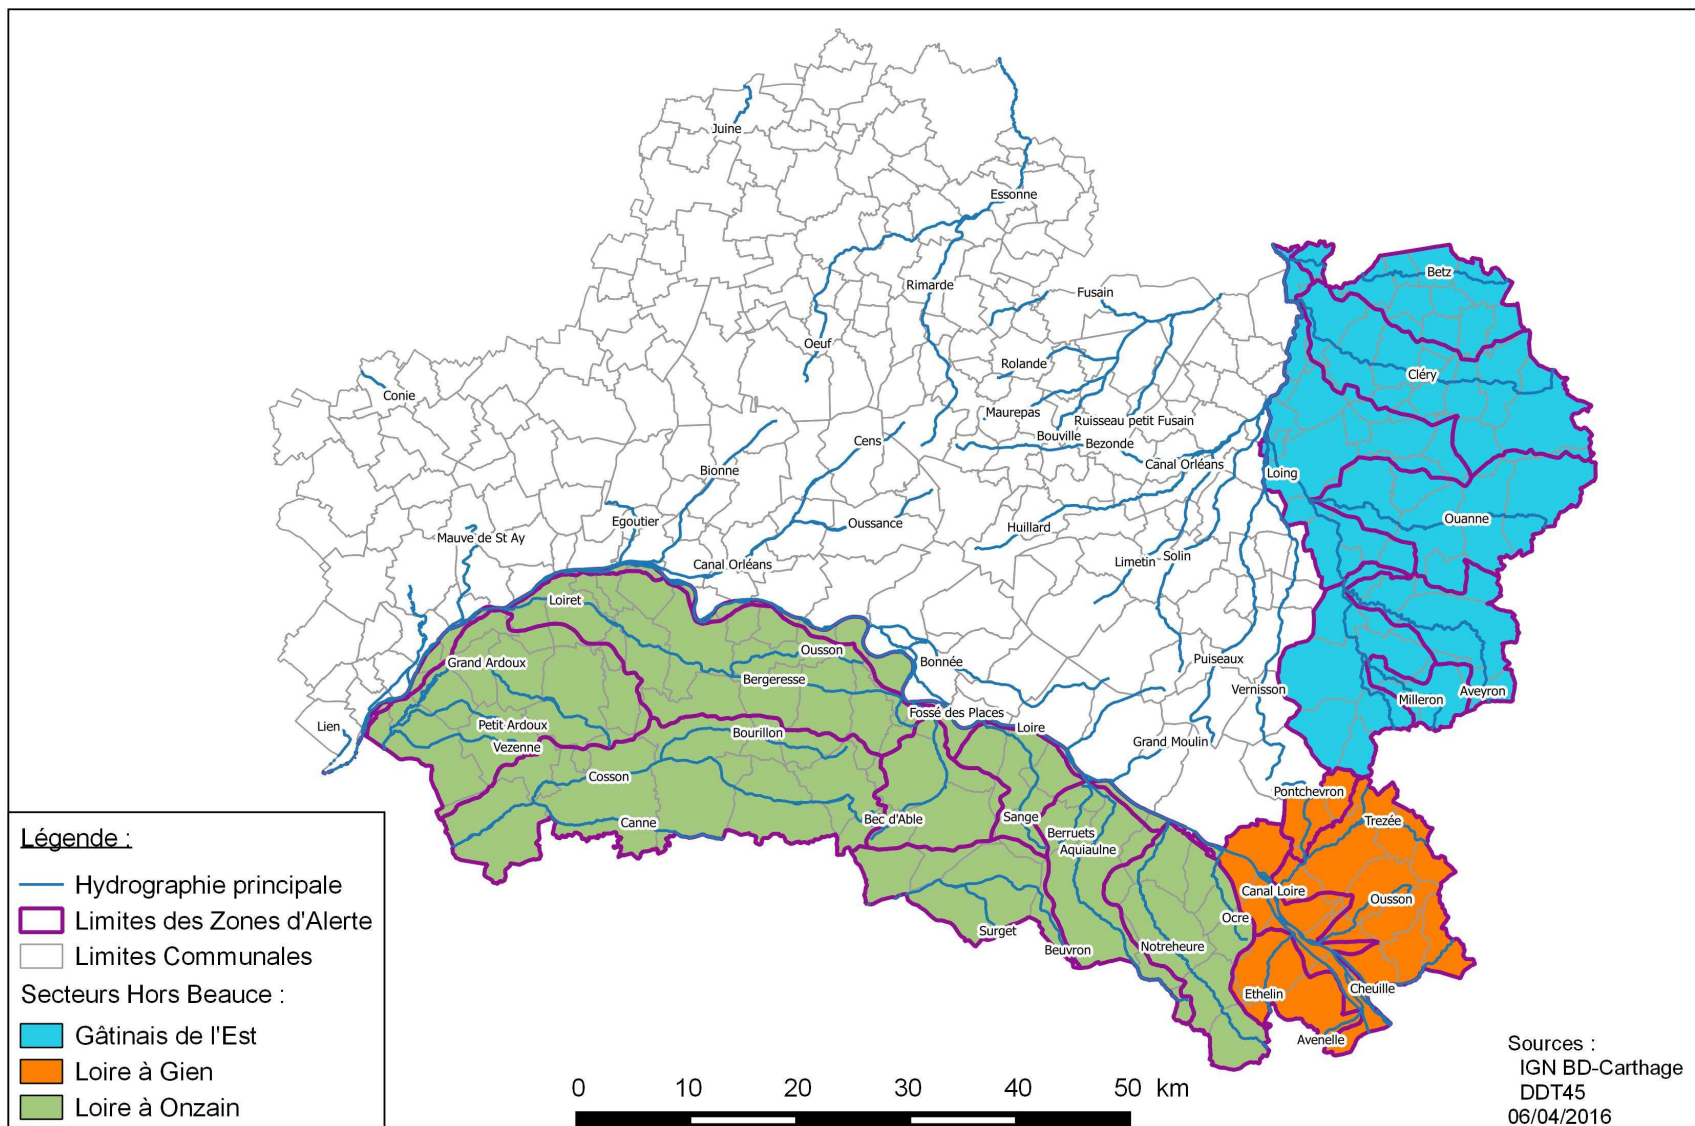 Juine
Essonne
Rimarde
Fusain
Betz
Oeuf
Rolande
Cléry
Conie
Maurepas
Ruisseau petit Fusain
Bouville
Bezonde
Cens
Bionne
Canal Orléans
Loing
Egoutier
Oussance
Huillard
Ouanne
Mauve de St Ay
Canal Orléans
Limetin
Solin
Loiret
Ousson
Grand Ardoux
Bonnée
Puiseaux
Bergeresse
Vernisson
Milleron
Aveyron
Lien
Petit Ardoux
Fossé des Places
Loire
Bourillon
Vezenne
Grand Moulin
Cosson
Pontchevron
Canne
Bec d'Able
Sange
Berruets
Aquiaulne
Trezée
Canal Loire
Ousson
Ocre
Surget
Beuvron
Notreheure
Ethelin
Cheuille
Avenelle
Légende :
Hydrographie principale
Limites des Zones d'Alerte
Limites Communales
Secteurs Hors Beauce :
Gâtinais de l'Est
Loire à Gien
Loire à Onzain
0 10 20 30 40 50 km
Sources :
IGN BD-Carthage
DDT45
06/04/2016